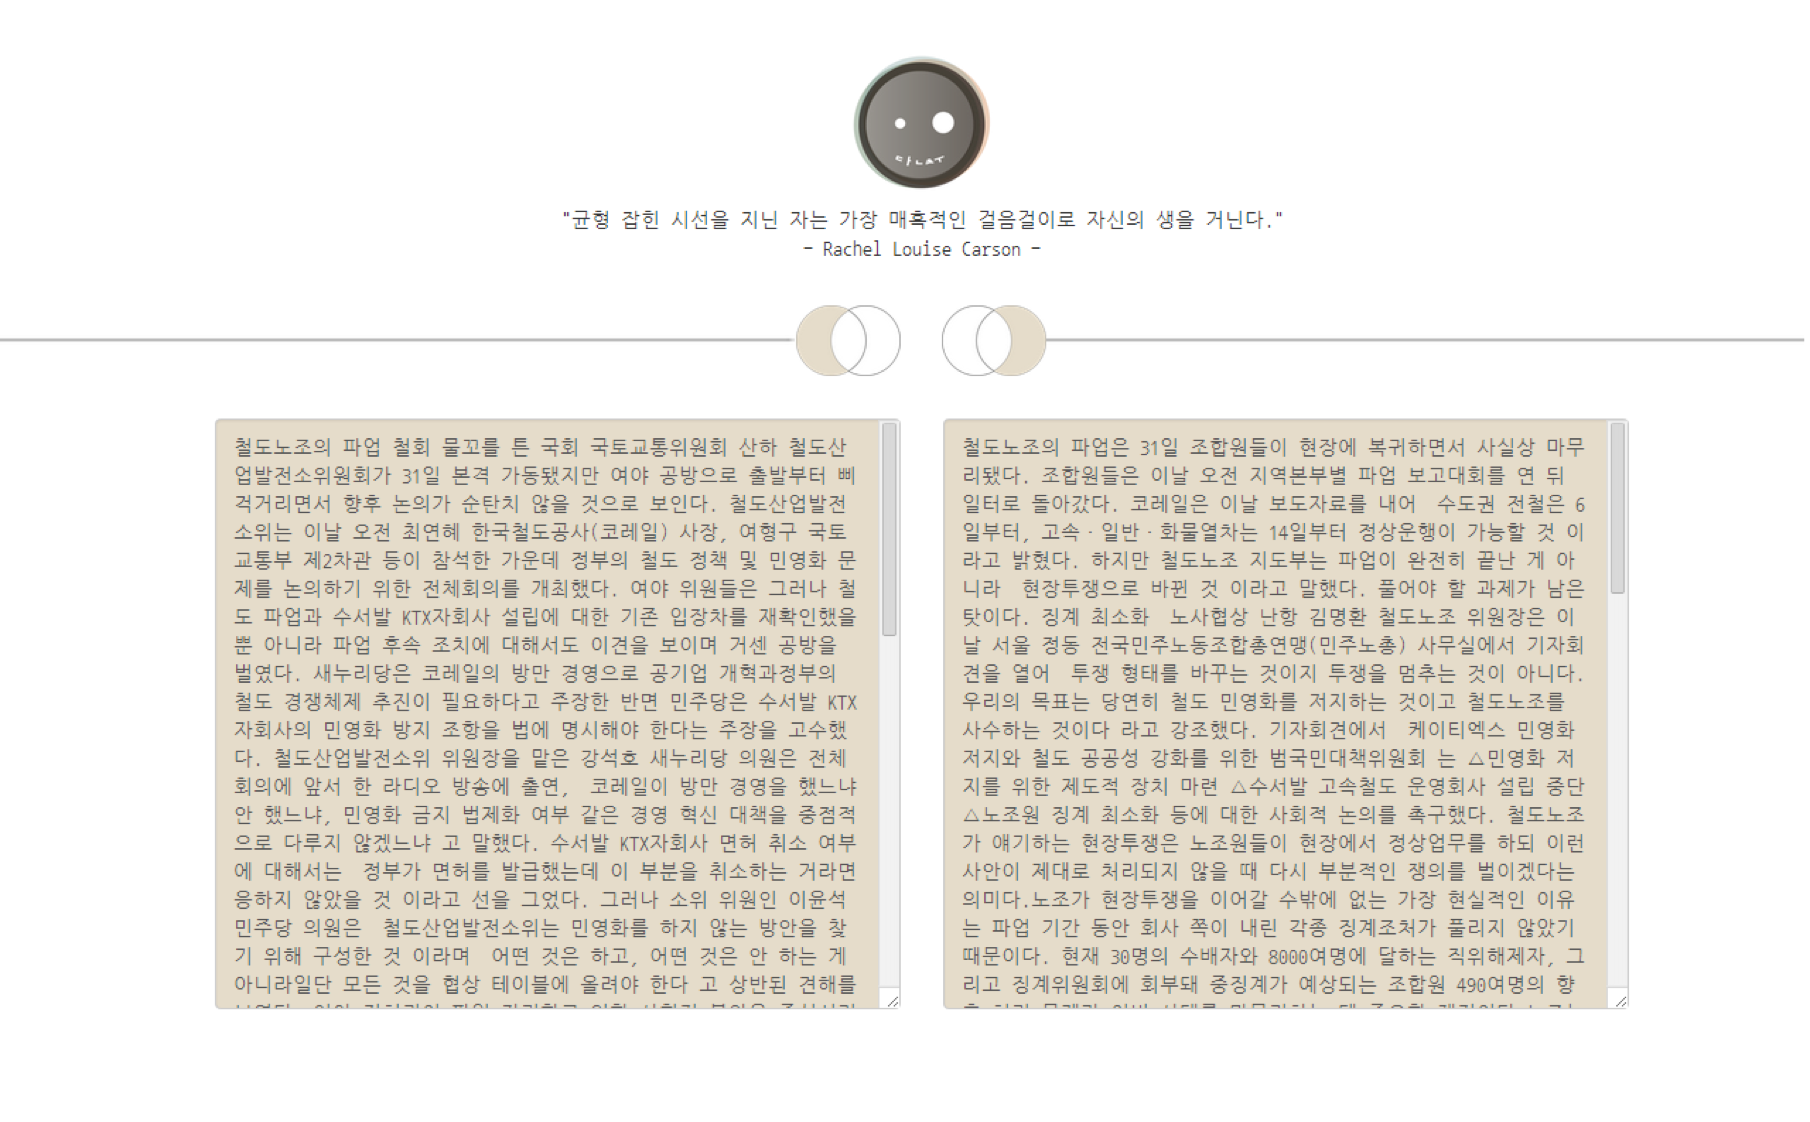 "균형 잡힌 시선을 지닌 자는 가장 매혹적인 걸음걸이로 자신의 생을 거닌다."
- Rachel Louise Carson -
철도노조의 파업 철회 물꼬를 튼 국회 국토교통위원회 산하 철도산
업발전소위원회가 31일 본격 가동됐지만 여야 공방으로 출발부터 삐
걱거리면서 향후 논의가 순탄치 않을 것으로 보인다. 철도산업발전
소위는 이날 오전 최연혜 한국철도공사(코레일) 사장, 여형구 국토
교통부 제2차관 등이 참석한 가운데 정부의 철도 정책 및 민영화 문
제를 논의하기 위한 전체회의를 개최했다. 여야 위원들은 그러나 철
도 파업과 수서발 KTX자회사 설립에 대한 기존 입장차를 재확인했을
뿐 아니라 파업 후속 조치에 대해서도 이견을 보이며 거센 공방을
벌였다. 새누리당은 코레일의 방만 경영으로 공기업 개혁과정부의
철도 경쟁체제 추진이 필요하다고 주장한 반면 민주당은 수서발 KTX
자회사의 민영화 방지 조항을 법에 명시해야 한다는 주장을 고수했
다. 철도산업발전소위 위원장을 맡은 강석호 새누리당 의원은 전체
회의에 앞서 한 라디오 방송에 출연,  코레일이 방만 경영을 했느냐
안 했느냐, 민영화 금지 법제화 여부 같은 경영 혁신 대책을 중점적
으로 다루지 않겠느냐 고 말했다. 수서발 KTX자회사 면허 취소 여부
에 대해서는  정부가 면허를 발급했는데 이 부분을 취소하는 거라면
응하지 않았을 것 이라고 선을 그었다. 그러나 소위 위원인 이윤석
민주당 의원은  철도산업발전소위는 민영화를 하지 않는 방안을 찾
기 위해 구성한 것 이라며  어떤 것은 하고, 어떤 것은 안 하는 게
아니라일단 모든 것을 협상 테이블에 올려야 한다 고 상반된 견해를
철도노조의 파업은 31일 조합원들이 현장에 복귀하면서 사실상 마무
리됐다. 조합원들은 이날 오전 지역본부별 파업 보고대회를 연 뒤
일터로 돌아갔다. 코레일은 이날 보도자료를 내어  수도권 전철은 6
일부터, 고속·일반·화물열차는 14일부터 정상운행이 가능할 것 이
라고 밝혔다. 하지만 철도노조 지도부는 파업이 완전히 끝난 게 아
니라  현장투쟁으로 바뀐 것 이라고 말했다. 풀어야 할 과제가 남은
탓이다. 징계 최소화  노사협상 난항 김명환 철도노조 위원장은 이
날 서울 정동 전국민주노동조합총연맹(민주노총) 사무실에서 기자회
견을 열어  투쟁 형태를 바꾸는 것이지 투쟁을 멈추는 것이 아니다.
우리의 목표는 당연히 철도 민영화를 저지하는 것이고 철도노조를
사수하는 것이다 라고 강조했다. 기자회견에서  케이티엑스 민영화
저지와 철도 공공성 강화를 위한 범국민대책위원회 는 △민영화 저
지를 위한 제도적 장치 마련 △수서발 고속철도 운영회사 설립 중단
△노조원 징계 최소화 등에 대한 사회적 논의를 촉구했다. 철도노조
가 얘기하는 현장투쟁은 노조원들이 현장에서 정상업무를 하되 이런
사안이 제대로 처리되지 않을 때 다시 부분적인 쟁의를 벌이겠다는
의미다.노조가 현장투쟁을 이어갈 수밖에 없는 가장 현실적인 이유
는 파업 기간 동안 회사 쪽이 내린 각종 징계조처가 풀리지 않았기
때문이다. 현재 30명의 수배자와 8000여명에 달하는 직위해제자, 그
리고 징계위원회에 회부돼 중징계가 예상되는 조합원 490여명의 향